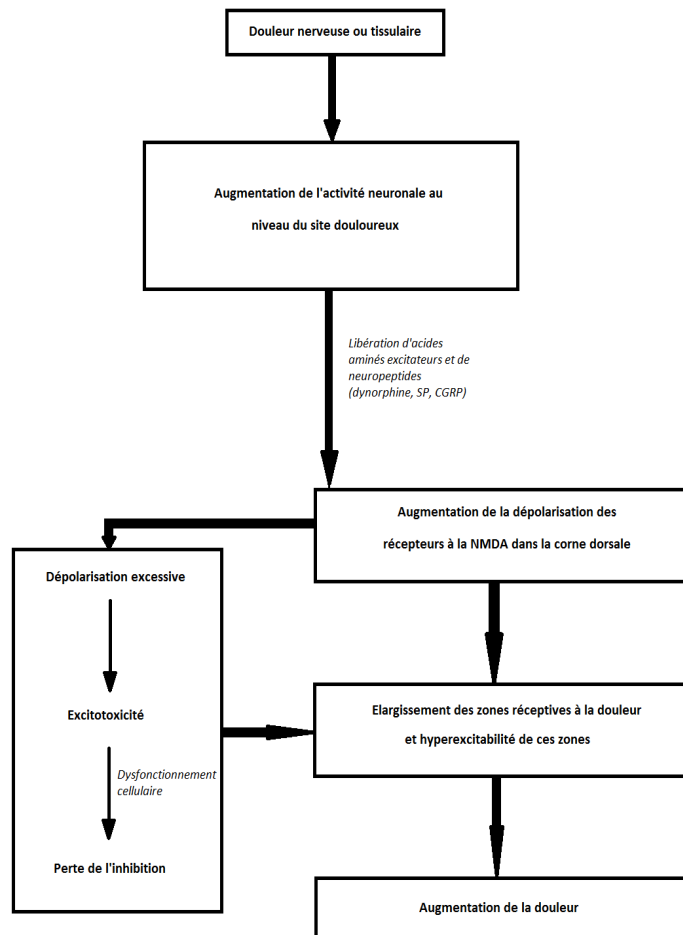 Douleur nerveuse ou tissulaire
Augmentation de l'activité neuronale au
niveau du site douloureux
Libération d'acides
aminés excitateurs et de
neuropeptides
(dynorphine, SP, CGRP)
Augmentation de la dépolarisation des
récepteurs à la NMDA dans la corne dorsale
Dépolarisation excessive
Excitotoxicité
Dysfonctionnement
cellulaire
Perte de l'inhibition
Elargissement des zones réceptives à la douleur
et hyperexcitabilité de ces zones
Augmentation de la douleur